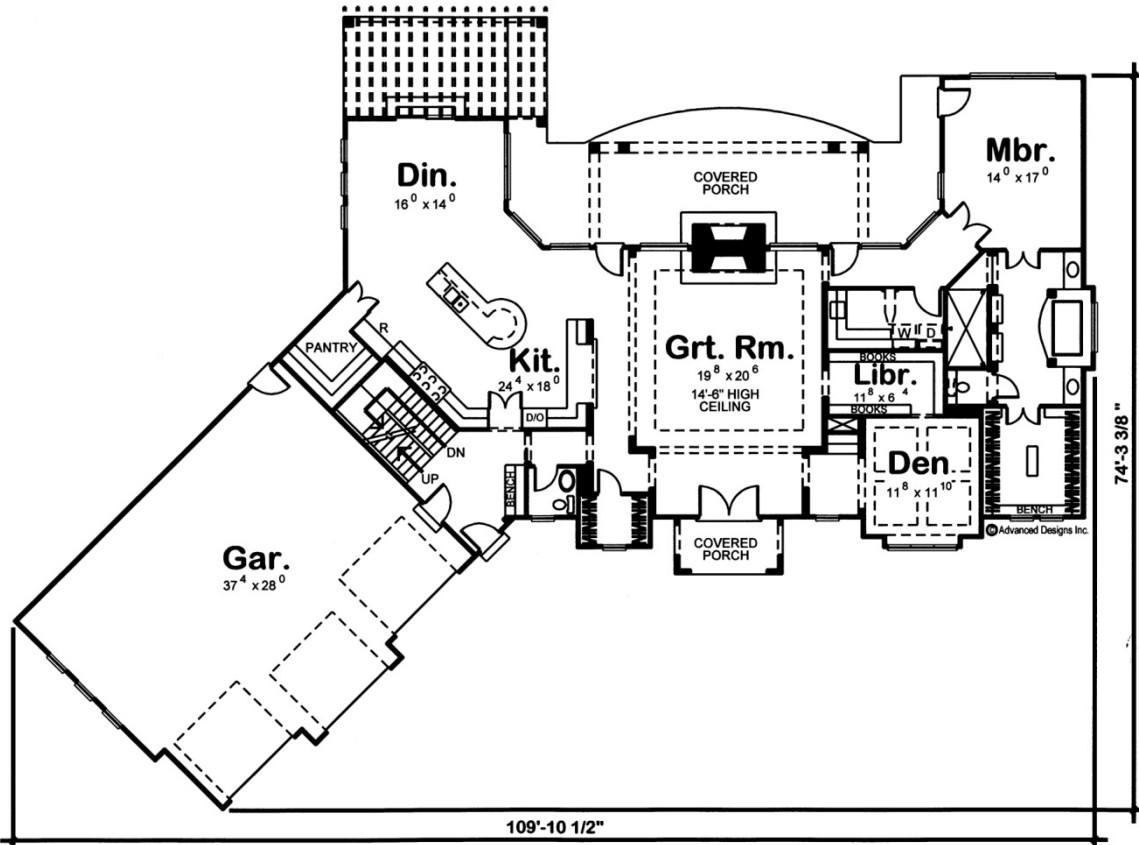 Mbr.
14⁰ x 17⁰
Din.
16⁰ x 14⁰
COVERED
PORCH
R
PANTRY
Kit.
24⁴ x 18⁰
D/O
Grt. Rm.
19⁸ x 20⁶
14'-6" HIGH
CEILING
W D
BOOKS
Libr.
11⁸ x 6⁴
BOOKS
DN
UP
BENCH
Den
11⁸ x 11¹⁰
BENCH
© Advanced Designs Inc.
COVERED
PORCH
Gar.
37⁴ x 28⁰
74'-3 3/8"
109'-10 1/2"